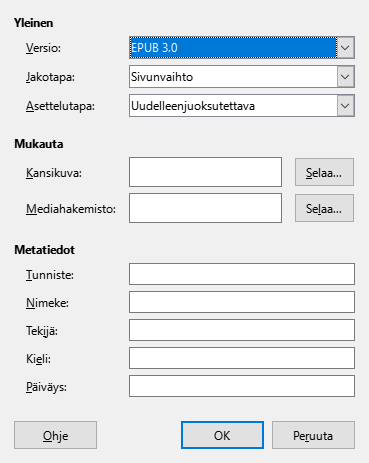 Yleinen
Versio: EPUB 3.0
Jakotapa: Sivunvaihto
Asettelutapa: Uudelleenjuoksutettava
Mukauta
Kansikuva: Selaa...
Mediahakemisto: Selaa...
Metatiedot
Tunniste:
Nimeke:
Tekijä:
Kieli:
Päiväys:
Ohje OK Peruuta